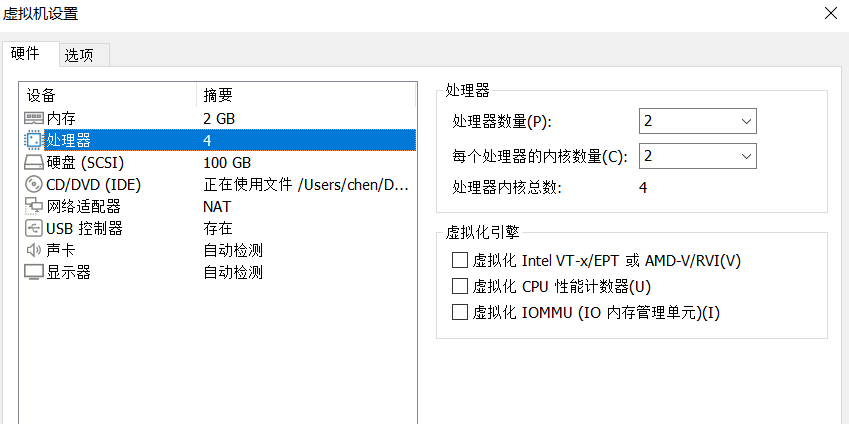 虚拟机设置
硬件 选项
设备 摘要
内存 2 GB
处理器 4
硬盘 (SCSI) 100 GB
CD/DVD (IDE) 正在使用文件 /Users/chen/D...
网络适配器 NAT
USB 控制器 存在
声卡 自动检测
显示器 自动检测
处理器
处理器数量(P): 2
每个处理器的内核数量(C): 2
处理器内核总数: 4
虚拟化引擎
虚拟化 Intel VT-x/EPT 或 AMD-V/RVI(V)
虚拟化 CPU 性能计数器(U)
虚拟化 IOMMU (IO 内存管理单元)(I)